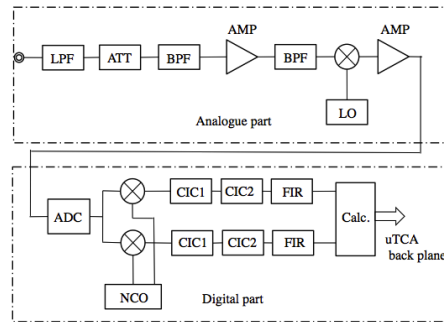 AMP
AMP
LPF
ATT
BPF
BPF
LO
Analogue part
CIC1
CIC2
FIR
ADC
Calc.
uTCA
back plane
CIC1
CIC2
FIR
NCO
Digital part